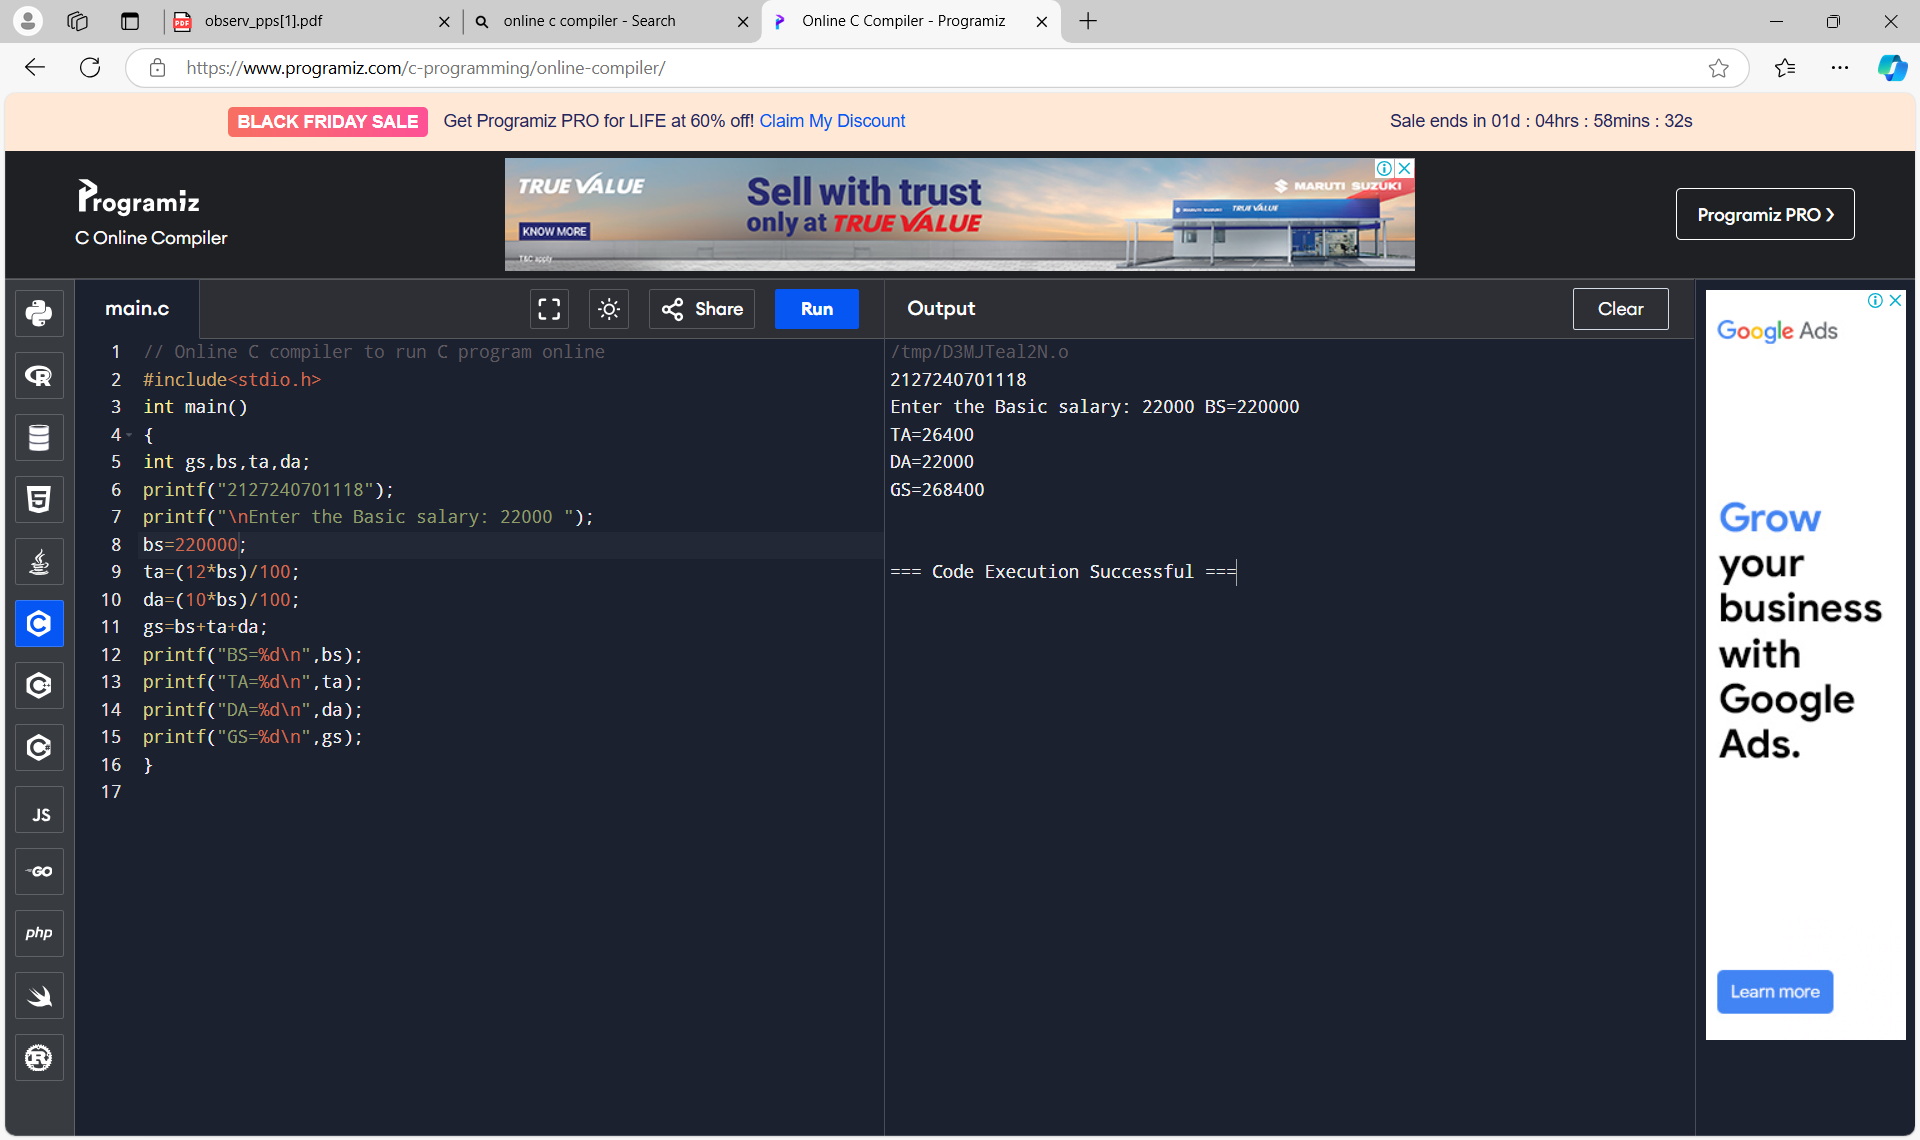 observ_pps[1].pdf
online c compiler - Search
Online C Compiler - Programiz
https://www.programiz.com/c-programming/online-compiler/
BLACK FRIDAY SALE Get Programiz PRO for LIFE at 60% off! Claim My Discount
Sale ends in 01d : 04hrs : 58mins : 32s
Programiz
C Online Compiler
TRUE VALUE
KNOW MORE
T&C apply
Sell with trust
only at TRUE VALUE
MARUTI SUZUKI
MARUTI SUZUKI TRUE VALUE
Programiz PRO ❯
main.c
Share
Run
Output
Clear
1 // Online C compiler to run C program online
2 #include<stdio.h>
3 int main()
4 {
5 int gs,bs,ta,da;
6 printf("2127240701118");
7 printf("\nEnter the Basic salary: 22000 ");
8 bs=220000;
9 ta=(12*bs)/100;
10 da=(10*bs)/100;
11 gs=bs+ta+da;
12 printf("BS=%d\n",bs);
13 printf("TA=%d\n",ta);
14 printf("DA=%d\n",da);
15 printf("GS=%d\n",gs);
16 }
17
/tmp/D3MJTeal2N.o
2127240701118
Enter the Basic salary: 22000 BS=220000
TA=26400
DA=22000
GS=268400
=== Code Execution Successful ===
JS
GO
php
Google Ads
Grow
your
business
with
Google
Ads.
Learn more